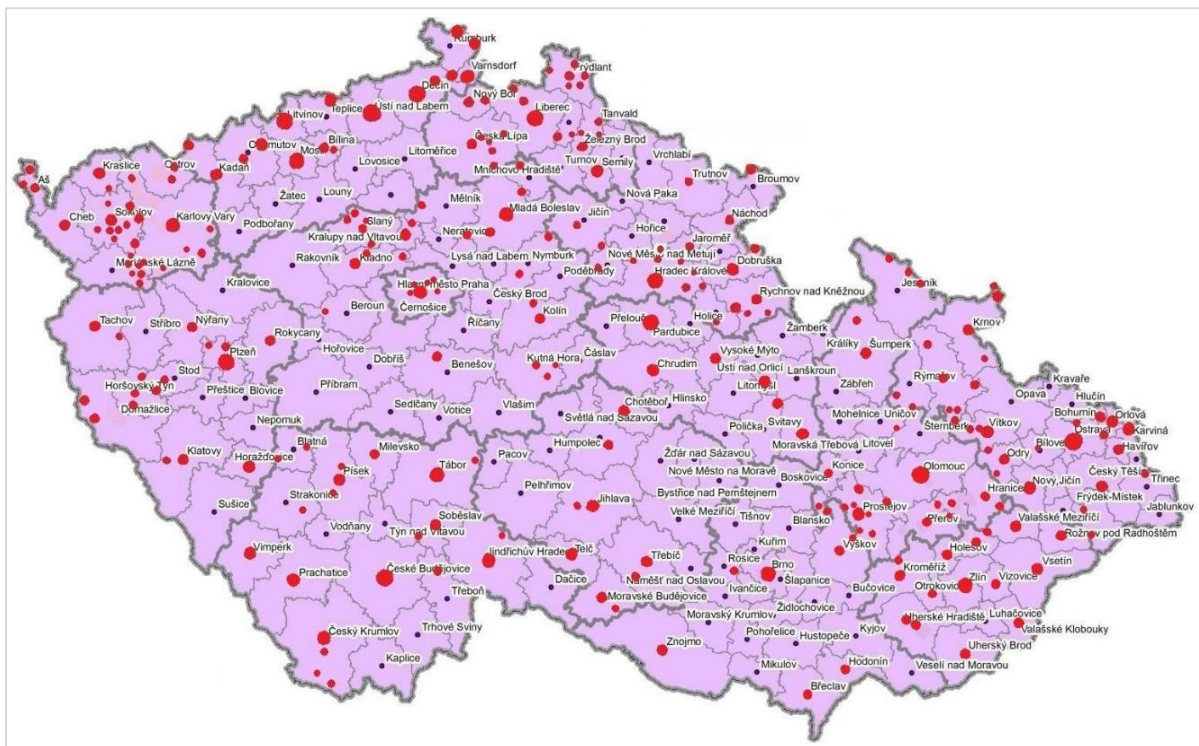 Rumburk
Varnsdorf
Frýdlant
Děčín
Nový Bor
Teplice
Ústí nad Labem
Liberec
Litvínov
Tanvald
Bílina
Česká Lípa
Železný Brod
Litoměřice
Turnov
Semily
Vrchlabí
Kraslice
Ostrov
Kadaň
Lovosice
Mnichovo Hradiště
Trutnov
Broumov
Aš
Žatec
Louny
Mělník
Nová Paka
Cheb
Sokolov
Karlovy Vary
Podbořany
Slaný
Mladá Boleslav
Jičín
Náchod
Hořice
Kralupy nad Vltavou
Neratovice
Jaroměř
Mariánské Lázně
Rakovník
Kladno
Lysá nad Labem
Nymburk
Nové Město nad Metují
Dobruška
Poděbrady
Hradec Králové
Kralovice
Hlavní město Praha
Český Brod
Rychnov nad Kněžnou
Jeseník
Beroun
Černošice
Kolín
Přelouč
Holice
Tachov
Stříbro
Nýřany
Rokycany
Říčany
Pardubice
Žamberk
Krnov
Hořovice
Králíky
Šumperk
Plzeň
Dobříš
Benešov
Kutná Hora
Čáslav
Chrudim
Vysoké Mýto
Ústí nad Orlicí
Lanškroun
Rýmařov
Stod
Horšovský Týn
Přeštice
Blovice
Příbram
Litomyšl
Zábřeh
Opava
Kravaře
Hlučín
Domažlice
Sedlčany
Votice
Vlašim
Chotěboř
Hlinsko
Světlá nad Sázavou
Svitavy
Mohelnice
Uničov
Bohumín
Orlová
Nepomuk
Polička
Šternberk
Vítkov
Ostrava
Karviná
Blatná
Milevsko
Humpolec
Moravská Třebová
Litovel
Bílovec
Havířov
Klatovy
Horažďovice
Pacov
Žďár nad Sázavou
Konice
Olomouc
Odry
Český Těšín
Písek
Tábor
Nové Město na Moravě
Boskovice
Třinec
Sušice
Strakonice
Pelhřimov
Bystřice nad Pernštejnem
Hranice
Nový Jičín
Frýdek-Místek
Jablunkov
Soběslav
Jihlava
Velké Meziříčí
Tišnov
Blansko
Prostějov
Přerov
Valašské Meziříčí
Vodňany
Týn nad Vltavou
Kuřim
Rožnov pod Radhoštěm
Vimperk
Jindřichův Hradec
Telč
Třebíč
Rosice
Brno
Vyškov
Holešov
Vsetín
Prachatice
České Budějovice
Náměšť nad Oslavou
Ivančice
Šlapanice
Kroměříž
Zlín
Vizovice
Dačice
Bučovice
Otrokovice
Třeboň
Moravské Budějovice
Židlochovice
Moravský Krumlov
Luhačovice
Český Krumlov
Trhové Sviny
Uherské Hradiště
Valašské Klobouky
Znojmo
Pohořelice
Hustopeče
Kyjov
Uherský Brod
Kaplice
Mikulov
Hodonín
Veselí nad Moravou
Břeclav